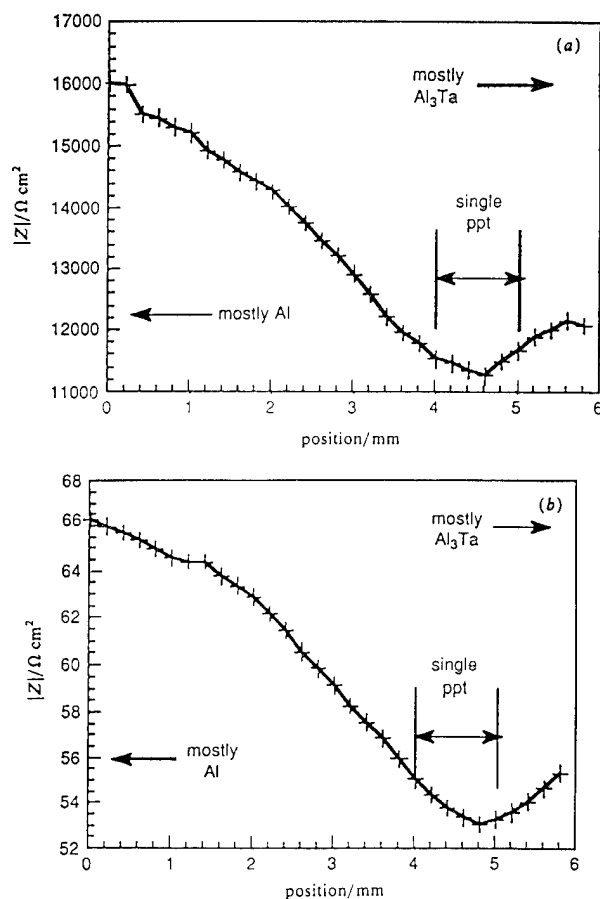 17000
16000
15000
14000
13000
12000
11000
|Z|/Ω cm²
(a)
mostly
Al₃Ta
single
ppt
mostly Al
0 1 2 3 4 5 6
position/mm
68
66
64
62
60
58
56
53
52
|Z|/Ω cm²
(b)
mostly
Al₃Ta
single
ppt
mostly
Al
0 1 2 3 4 5 6
position/mm